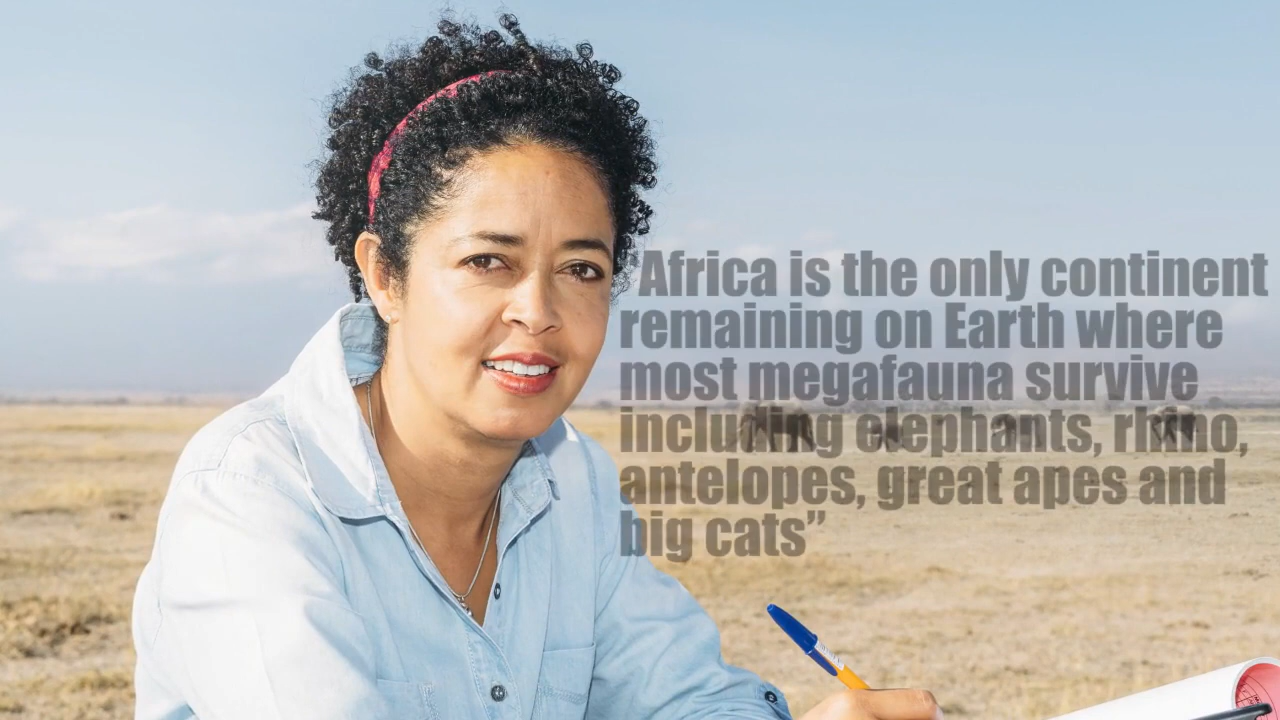 “Africa is the only continent
remaining on Earth where
most megafauna survive
including elephants, rhino,
antelopes, great apes and
big cats”